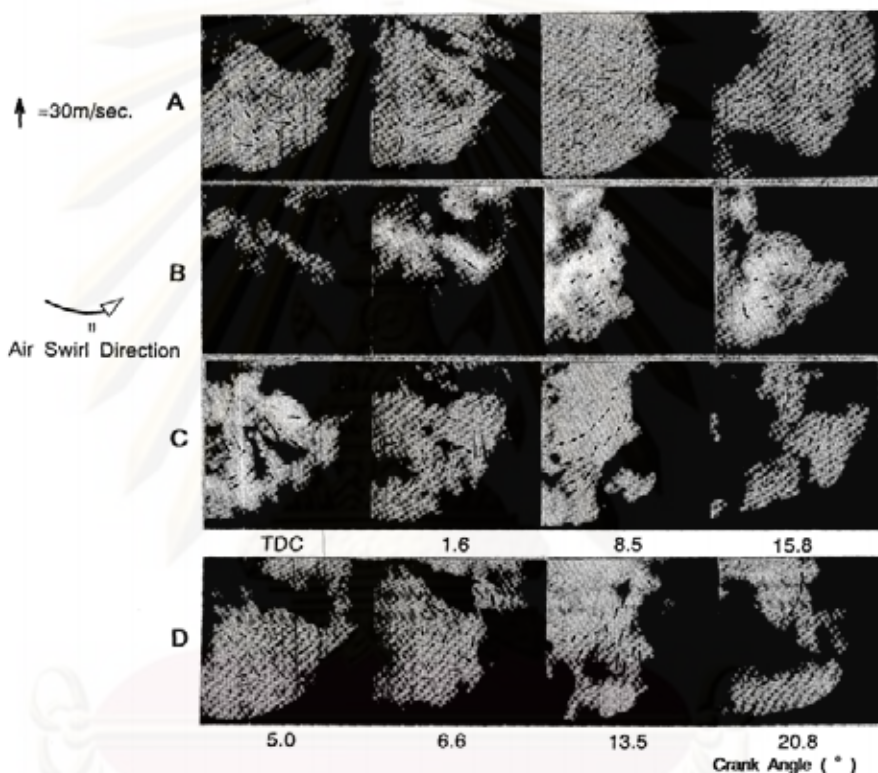 A
=30m/sec.
B
Air Swirl Direction
C
TDC 1.6 8.5 15.8
D
5.0 6.6 13.5 20.8
Crank Angle ( ° )